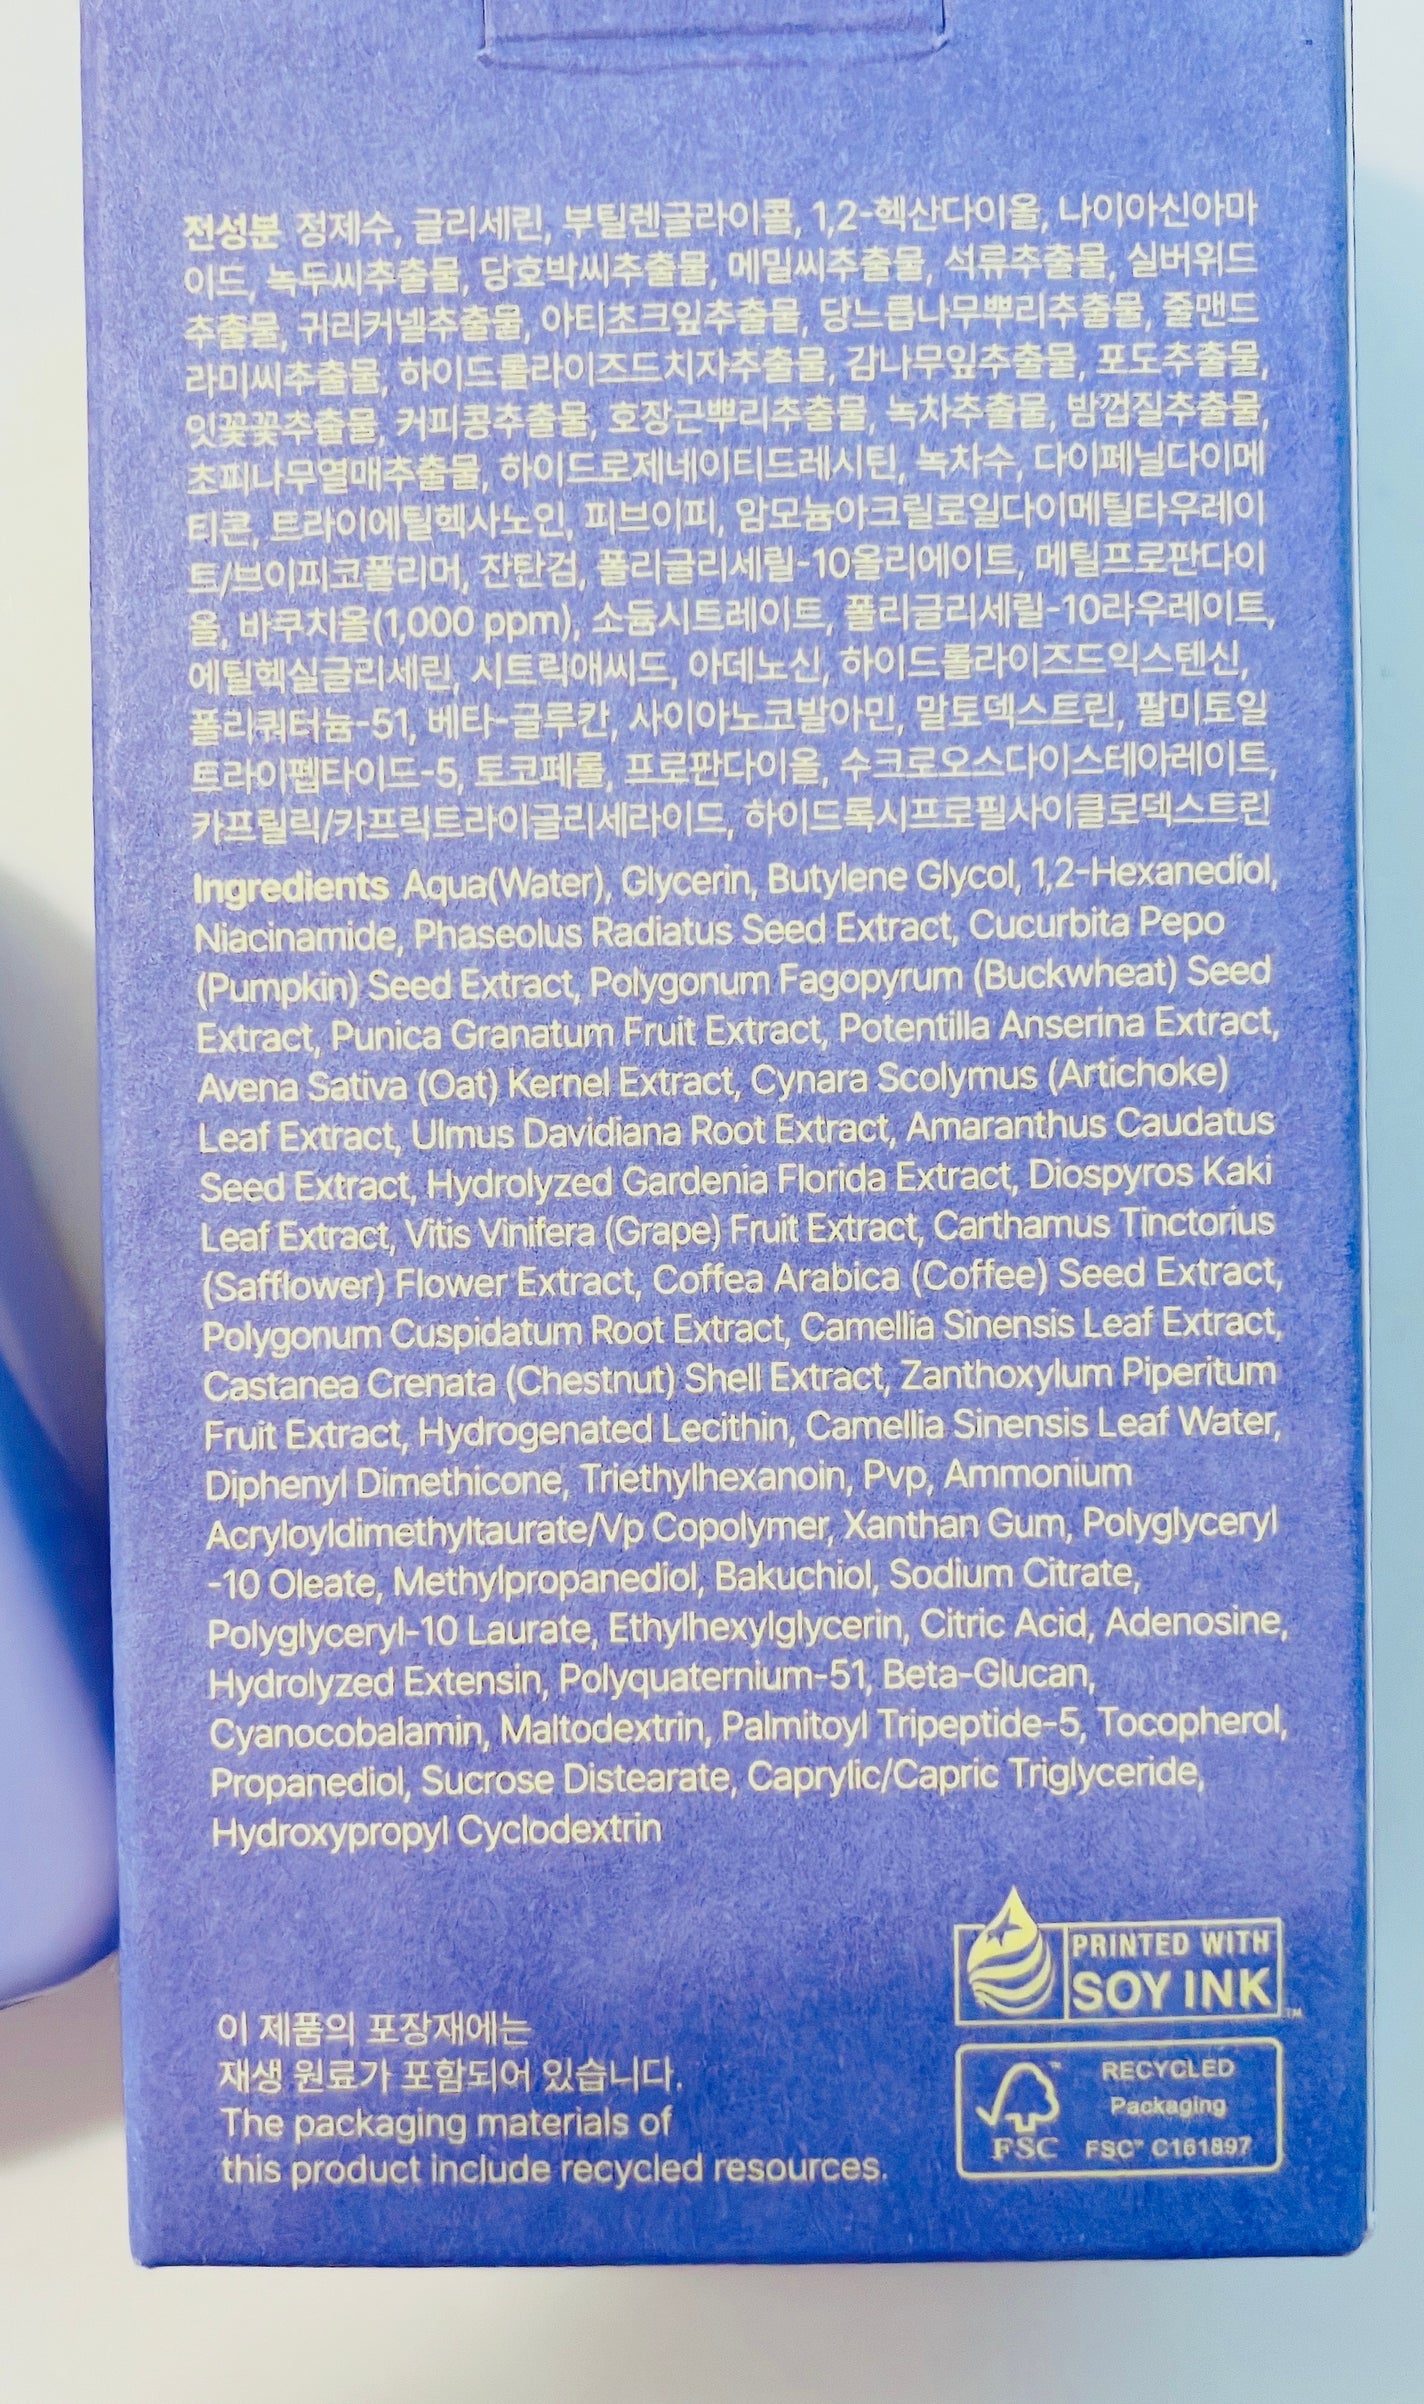 전성분 정제수, 글리세린, 부틸렌글라이콜, 1,2-헥산다이올, 나이아신아마
이드, 녹두씨추출물, 당호박씨추출물, 메밀씨추출물, 석류추출물, 실버위드
추출물, 귀리커넬추출물, 아티초크잎추출물, 당느릅나무뿌리추출물, 줄맨드
라미씨추출물, 하이드롤라이즈드치자추출물, 감나무잎추출물, 포도추출물,
잇꽃꽃추출물, 커피콩추출물, 호장근뿌리추출물, 녹차추출물, 밤껍질추출물,
초피나무열매추출물, 하이드로제네이티드레시틴, 녹차수, 다이페닐다이메
티콘, 트라이에틸헥사노인, 피브이피, 암모늄아크릴로일다이메틸타우레이
트/브이피코폴리머, 잔탄검, 폴리글리세릴-10올리에이트, 메틸프로판다이
올, 바쿠치올(1,000 ppm), 소듐시트레이트, 폴리글리세릴-10라우레이트,
에틸헥실글리세린, 시트릭애씨드, 아데노신, 하이드롤라이즈드익스텐신,
폴리쿼터늄-51, 베타-글루칸, 사이아노코발아민, 말토덱스트린, 팔미토일
트라이펩타이드-5, 토코페롤, 프로판다이올, 수크로오스다이스테아레이트,
카프릴릭/카프릭트라이글리세라이드, 하이드록시프로필사이클로덱스트린
Ingredients Aqua(Water), Glycerin, Butylene Glycol, 1,2-Hexanediol,
Niacinamide, Phaseolus Radiatus Seed Extract, Cucurbita Pepo
(Pumpkin) Seed Extract, Polygonum Fagopyrum (Buckwheat) Seed
Extract, Punica Granatum Fruit Extract, Potentilla Anserina Extract,
Avena Sativa (Oat) Kernel Extract, Cynara Scolymus (Artichoke)
Leaf Extract, Ulmus Davidiana Root Extract, Amaranthus Caudatus
Seed Extract, Hydrolyzed Gardenia Florida Extract, Diospyros Kaki
Leaf Extract, Vitis Vinifera (Grape) Fruit Extract, Carthamus Tinctorius
(Safflower) Flower Extract, Coffea Arabica (Coffee) Seed Extract,
Polygonum Cuspidatum Root Extract, Camellia Sinensis Leaf Extract,
Castanea Crenata (Chestnut) Shell Extract, Zanthoxylum Piperitum
Fruit Extract, Hydrogenated Lecithin, Camellia Sinensis Leaf Water,
Diphenyl Dimethicone, Triethylhexanoin, Pvp, Ammonium
Acryloyldimethyltaurate/Vp Copolymer, Xanthan Gum, Polyglyceryl
-10 Oleate, Methylpropanediol, Bakuchiol, Sodium Citrate,
Polyglyceryl-10 Laurate, Ethylhexylglycerin, Citric Acid, Adenosine,
Hydrolyzed Extensin, Polyquaternium-51, Beta-Glucan,
Cyanocobalamin, Maltodextrin, Palmitoyl Tripeptide-5, Tocopherol,
Propanediol, Sucrose Distearate, Caprylic/Capric Triglyceride,
Hydroxypropyl Cyclodextrin
PRINTED WITH
SOY INK™
이 제품의 포장재에는
재생 원료가 포함되어 있습니다.
The packaging materials of
this product include recycled resources.
RECYCLED
Packaging
FSC FSC™ C161897